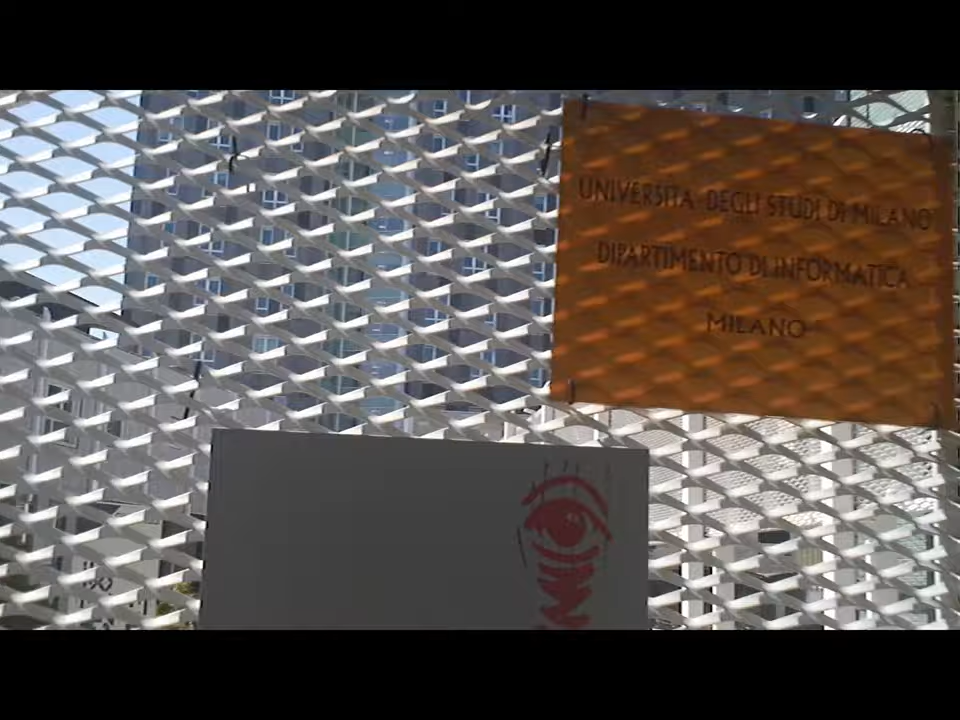 UNIVERSITA DEGLI STUDI DI MILANO
DIPARTIMENTO DI INFORMATICA
MILANO